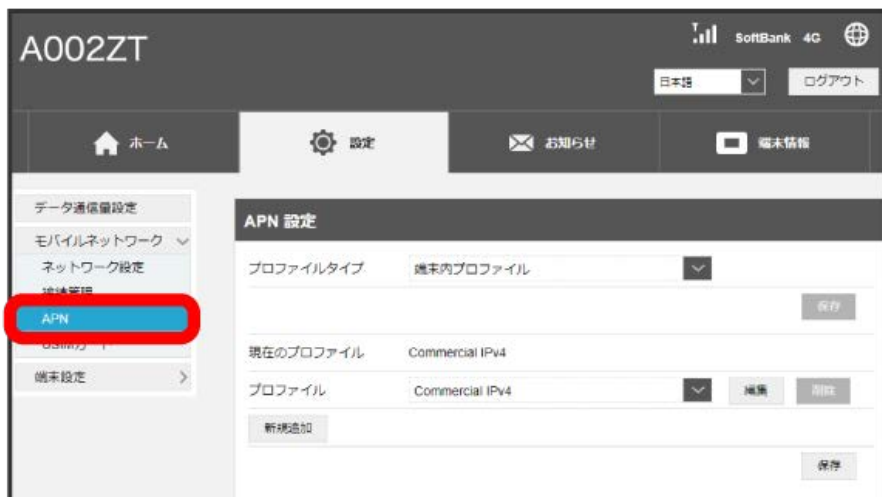 A002ZT
SoftBank 4G
日本語
ログアウト
ホーム
設定
お知らせ
端末情報
データ通信量設定
モバイルネットワーク
ネットワーク設定
APN
端末設定
APN 設定
プロファイルタイプ 端末内プロファイル
保存
現在のプロファイル Commercial IPv4
プロファイル Commercial IPv4 編集 削除
新規追加
保存